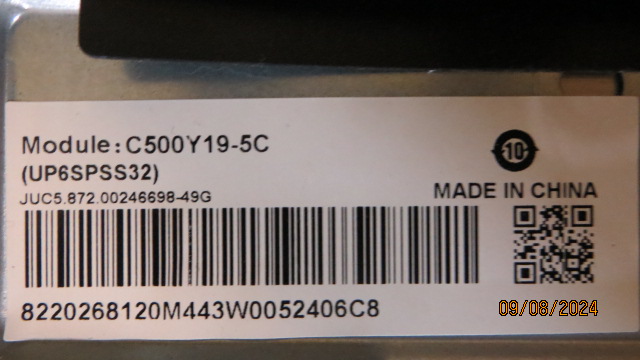 Module: C500Y19-5C
(UP6SPSS32)
10
JUC5.872.00246698-49G
MADE IN CHINA
8220268120M443W0052406C8
09/08/2024